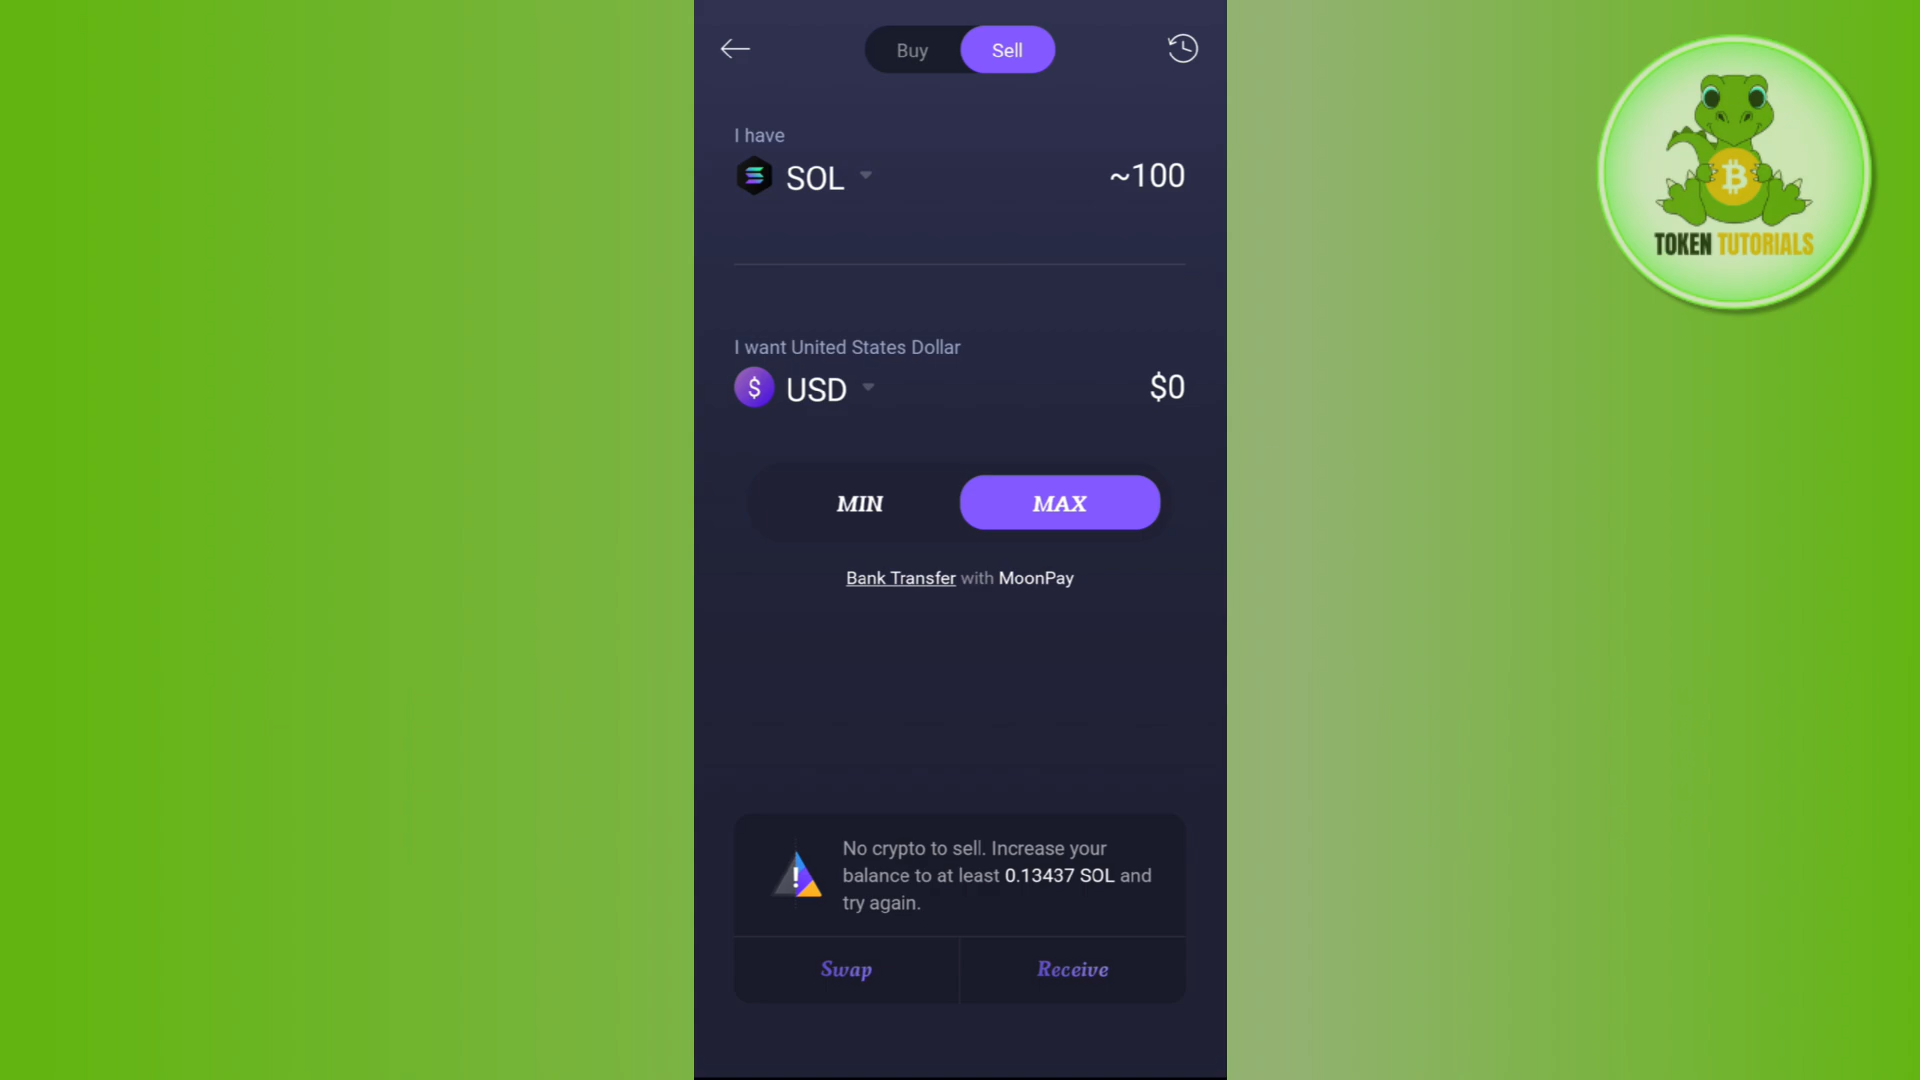 Buy
Sell
I have
SOL
~100
I want United States Dollar
$
USD
$0
MIN
MAX
Bank Transfer with MoonPay
No crypto to sell. Increase your
balance to at least 0.13437 SOL and
try again.
Swap
Receive
TOKEN TUTORIALS